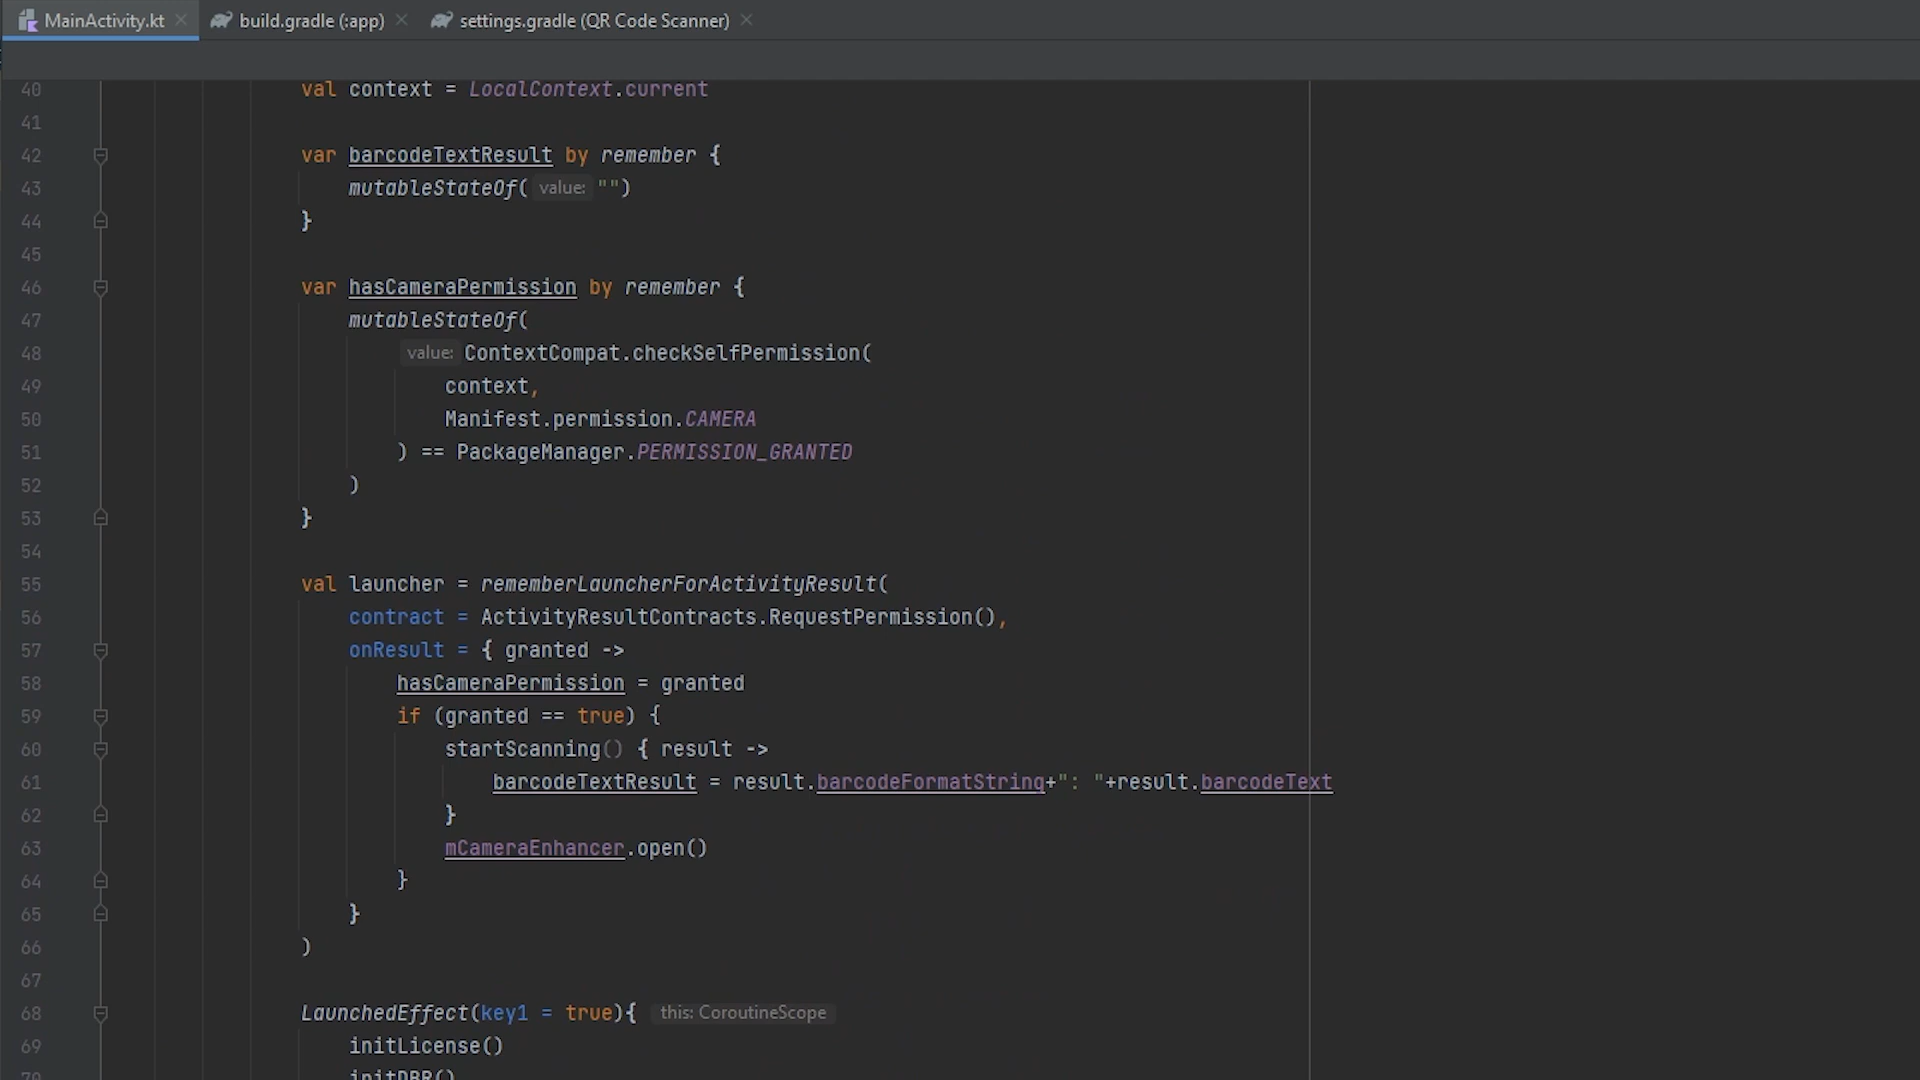 MainActivity.kt build.gradle (:app) settings.gradle (QR Code Scanner)
40 val context = LocalContext.current
41
42 var barcodeTextResult by remember {
43 mutableStateOf( value: "")
44 }
45
46 var hasCameraPermission by remember {
47 mutableStateOf(
48 value: ContextCompat.checkSelfPermission(
49 context,
50 Manifest.permission.CAMERA
51 ) == PackageManager.PERMISSION_GRANTED
52 )
53 }
54
55 val launcher = rememberLauncherForActivityResult(
56 contract = ActivityResultContracts.RequestPermission(),
57 onResult = { granted ->
58 hasCameraPermission = granted
59 if (granted == true) {
60 startScanning() { result ->
61 barcodeTextResult = result.barcodeFormatString+": "+result.barcodeText
62 }
63 mCameraEnhancer.open()
64 }
65 }
66 )
67
68 LaunchedEffect(key1 = true){ this: CoroutineScope
69 initLicense()
70 initDBR()